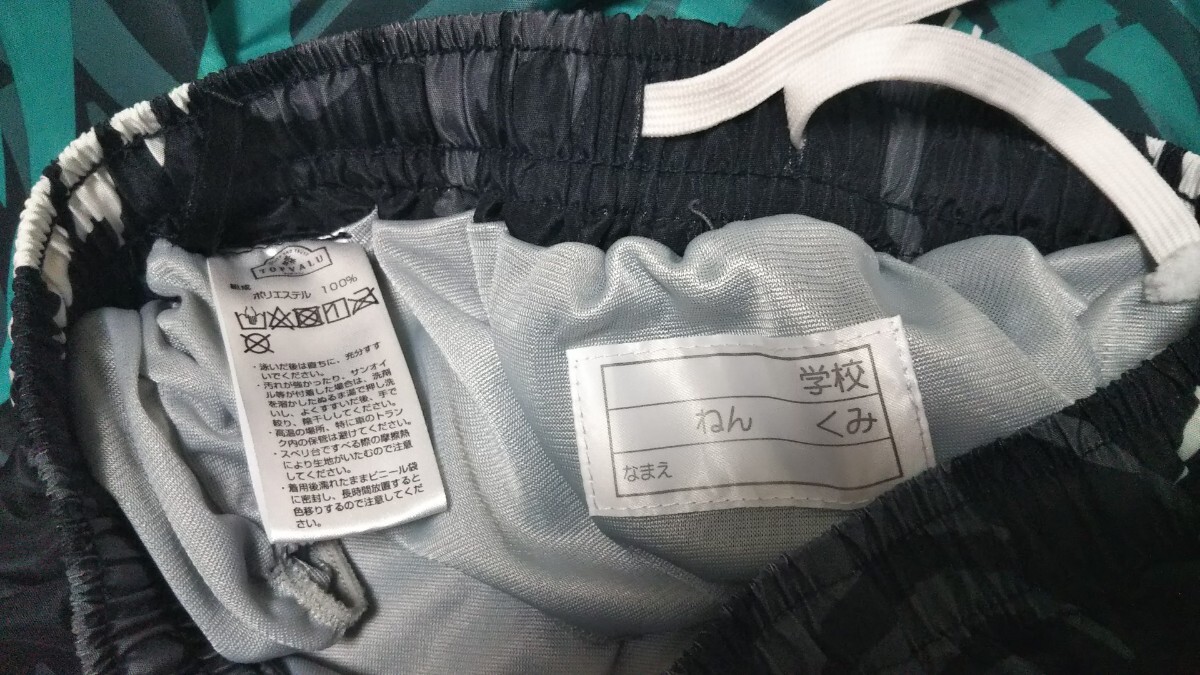 TOPVALU
組成
ポリエステル 100%
・泳いだ後は直ちに、充分すす
いでください。
・汚れが強かったり、サンオイ
ル等が付着した場合は、洗剤
を溶かしたぬるま湯で押し洗
いし、よくすすいだ後、手で
絞り、陰干ししてください。
・高温の場所、特に車のトラン
ク内の保管は避けてください。
・スベリ台ですべる際の摩擦熱
により生地がいたむので注意
してください。
・着用後濡れたままビニール袋
に密封し、長時間放置すると
色移りするので注意してくだ
さい。
学校
ねん くみ
なまえ